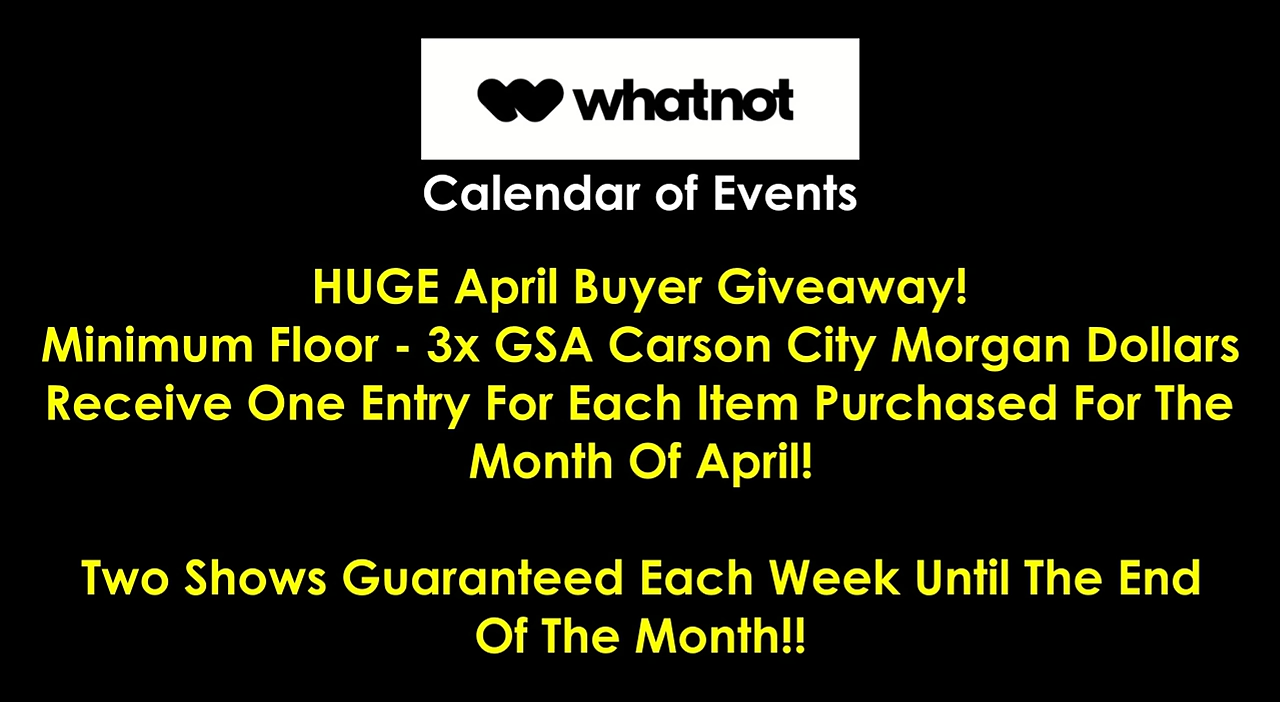 whatnot
Calendar of Events
HUGE April Buyer Giveaway!
Minimum Floor - 3x GSA Carson City Morgan Dollars
Receive One Entry For Each Item Purchased For The
Month Of April!
Two Shows Guaranteed Each Week Until The End
Of The Month!!